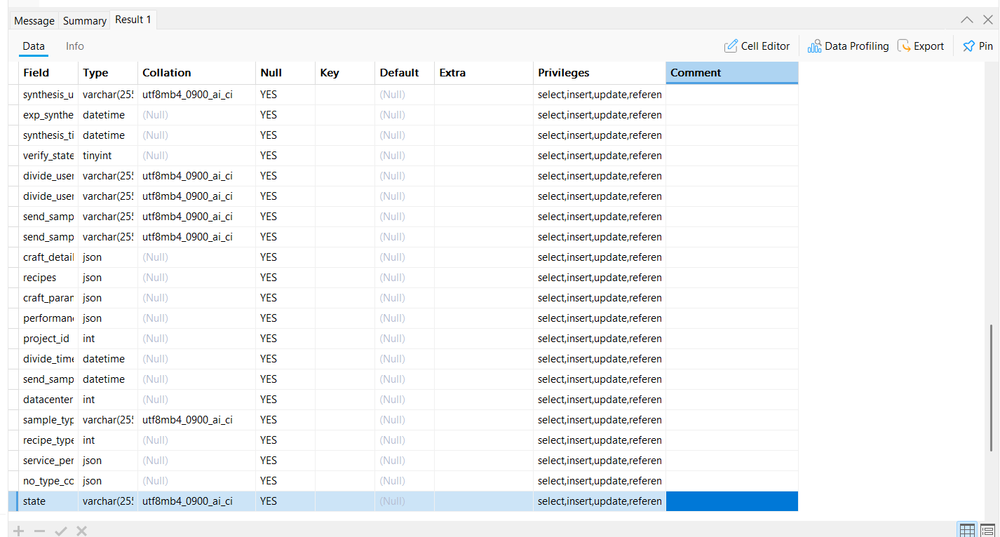 Message Summary Result 1
Data Info Cell Editor Data Profiling Export Pin
Field Type Collation Null Key Default Extra Privileges Comment
synthesis_u varchar(255 utf8mb4_0900_ai_ci YES (Null) select,insert,update,referen
exp_synthe datetime (Null) YES (Null) select,insert,update,referen
synthesis_ti datetime (Null) YES (Null) select,insert,update,referen
verify_state tinyint (Null) YES (Null) select,insert,update,referen
divide_user varchar(255 utf8mb4_0900_ai_ci YES (Null) select,insert,update,referen
divide_user varchar(255 utf8mb4_0900_ai_ci YES (Null) select,insert,update,referen
send_samp varchar(255 utf8mb4_0900_ai_ci YES (Null) select,insert,update,referen
send_samp varchar(255 utf8mb4_0900_ai_ci YES (Null) select,insert,update,referen
craft_detail json (Null) YES (Null) select,insert,update,referen
recipes json (Null) YES (Null) select,insert,update,referen
craft_paran json (Null) YES (Null) select,insert,update,referen
performan json (Null) YES (Null) select,insert,update,referen
project_id int (Null) YES (Null) select,insert,update,referen
divide_time datetime (Null) YES (Null) select,insert,update,referen
send_samp datetime (Null) YES (Null) select,insert,update,referen
datacenter int (Null) YES (Null) select,insert,update,referen
sample_typ varchar(255 utf8mb4_0900_ai_ci YES (Null) select,insert,update,referen
recipe_type int (Null) YES (Null) select,insert,update,referen
service_per json (Null) YES (Null) select,insert,update,referen
no_type_co json (Null) YES (Null) select,insert,update,referen
state varchar(255 utf8mb4_0900_ai_ci YES (Null) select,insert,update,referen